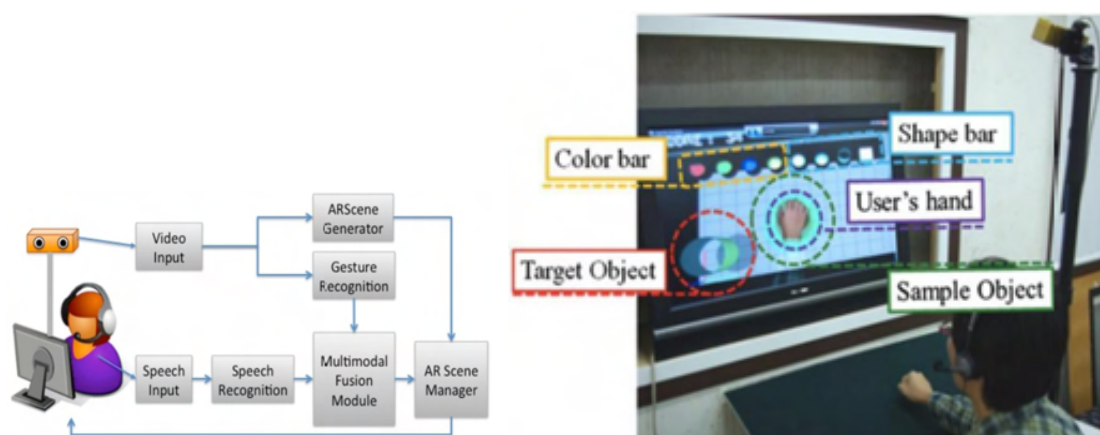 Video
Input
ARScene
Generator
Gesture
Recognition
Speech
Input
Speech
Recognition
Multimodal
Fusion
Module
AR Scene
Manager
Color bar
Shape bar
User's hand
Target Object
Sample Object